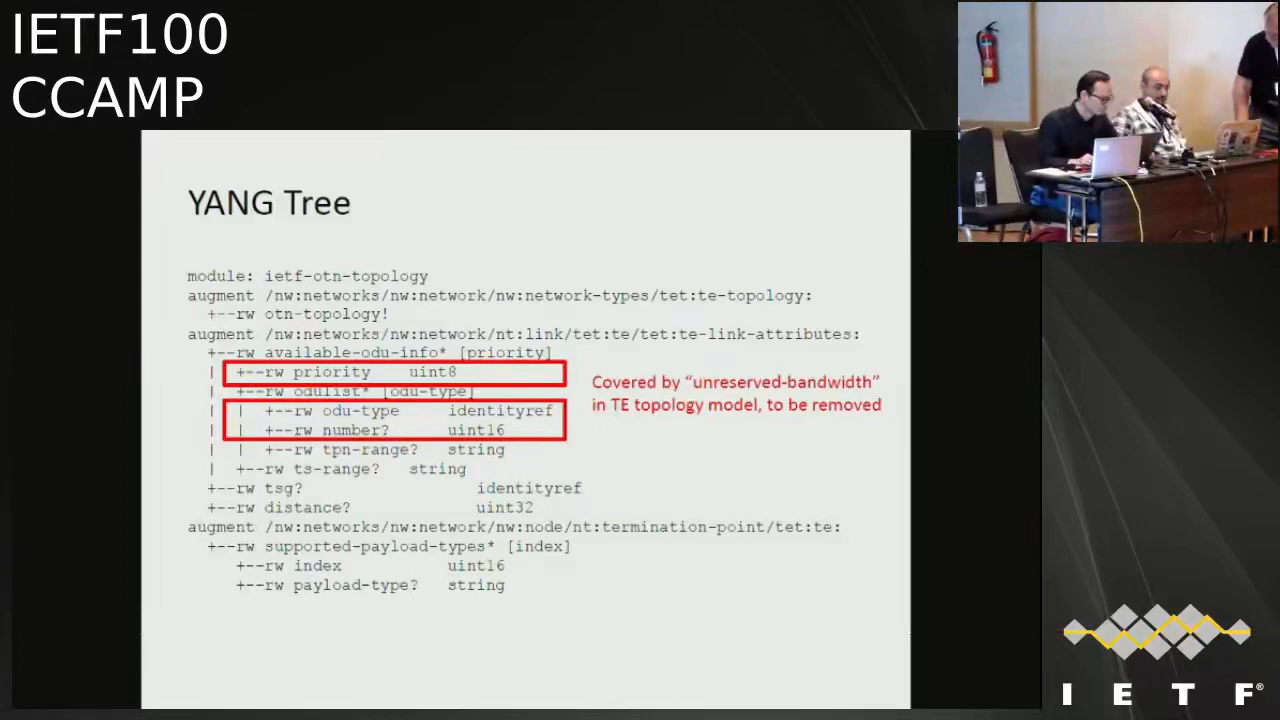 IETF100
CCAMP
YANG Tree
module: ietf-otn-topology
augment /nw:networks/nw:network/nw:network-types/tet:te-topology:
+--rw otn-topology!
augment /nw:networks/nw:network/nt:link/tet:te/tet:te-link-attributes:
+--rw available-odu-info* [priority]
| +--rw priority uint8
| +--rw odulist* [odu-type]
| | +--rw odu-type identityref
| | +--rw number? uint16
| | +--rw tpn-range? string
| +--rw ts-range? string
+--rw tsg? identityref
+--rw distance? uint32
augment /nw:networks/nw:network/nw:node/nt:termination-point/tet:te:
+--rw supported-payload-types* [index]
+--rw index uint16
+--rw payload-type? string
Covered by “unreserved-bandwidth”
in TE topology model, to be removed
I E T F®